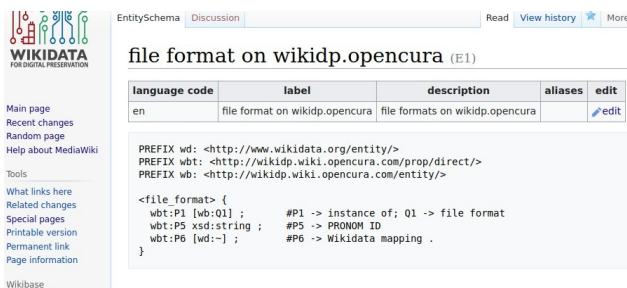 EntitySchema Discussion Read View history More
WIKIDATA
FOR DIGITAL PRESERVATION
file format on wikidp.opencura (E1)
language code label description aliases edit
en file format on wikidp.opencura file formats on wikidp.opencura edit
Main page
Recent changes
Random page
Help about MediaWiki
Tools
What links here
Related changes
Special pages
Printable version
Permanent link
Page information
Wikibase
PREFIX wd: <http://www.wikidata.org/entity/>
PREFIX wbt: <http://wikidp.wiki.opencura.com/prop/direct/>
PREFIX wb: <http://wikidp.wiki.opencura.com/entity/>
<file_format> {
wbt:P1 [wb:Q1] ; #P1 -> instance of; Q1 -> file format
wbt:P5 xsd:string ; #P5 -> PRONOM ID
wbt:P6 [wd:~] ; #P6 -> Wikidata mapping .
}